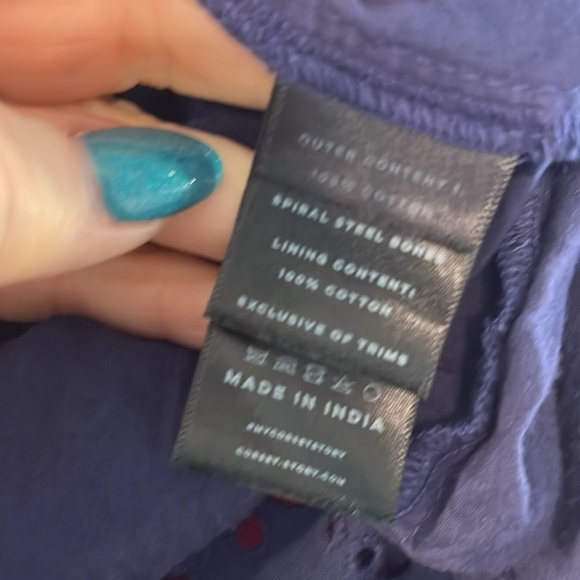 OUTER CONTENT:
100% COTTON
SPIRAL STEEL BONES
LINING CONTENT:
100% COTTON
EXCLUSIVE OF TRIMS
MADE IN INDIA
#MYCORSETSTORY
CORSET-STORY.COM